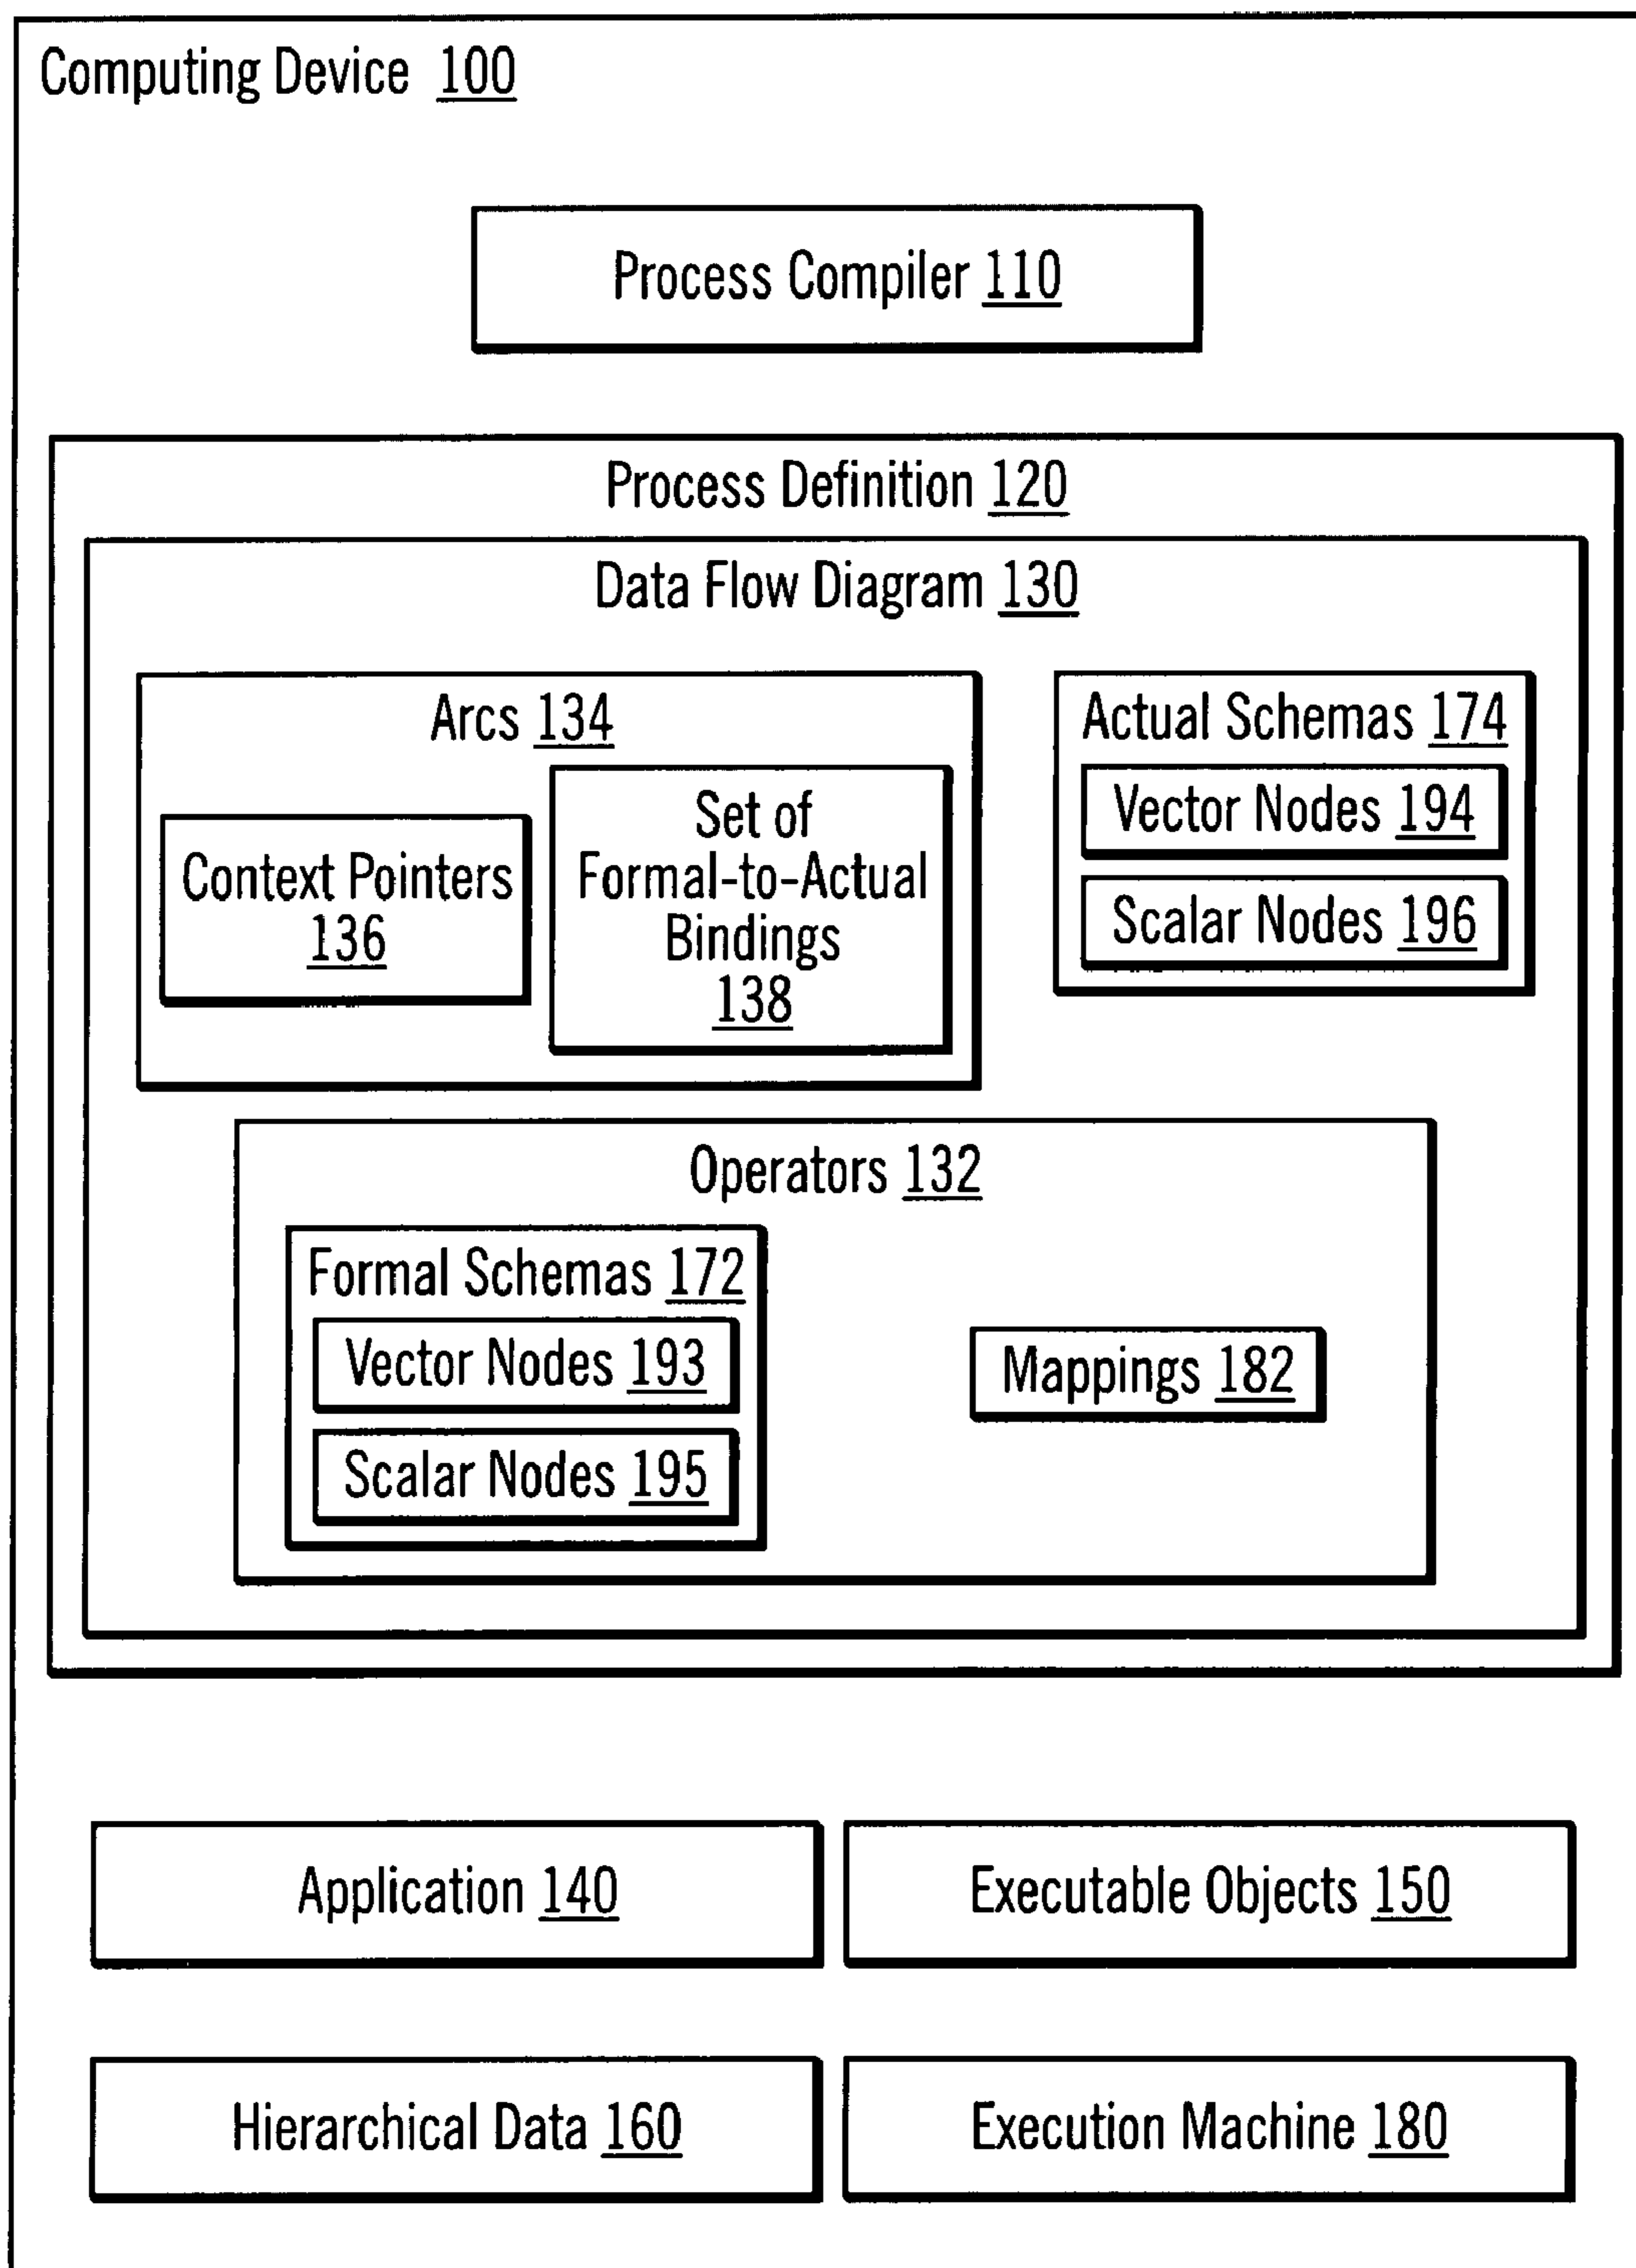 Computing Device 100
Process Compiler 110
Process Definition 120
Data Flow Diagram 130
Arcs 134
Context Pointers
136
Set of
Formal-to-Actual
Bindings
138
Actual Schemas 174
Vector Nodes 194
Scalar Nodes 196
Operators 132
Formal Schemas 172
Vector Nodes 193
Scalar Nodes 195
Mappings 182
Application 140
Executable Objects 150
Hierarchical Data 160
Execution Machine 180